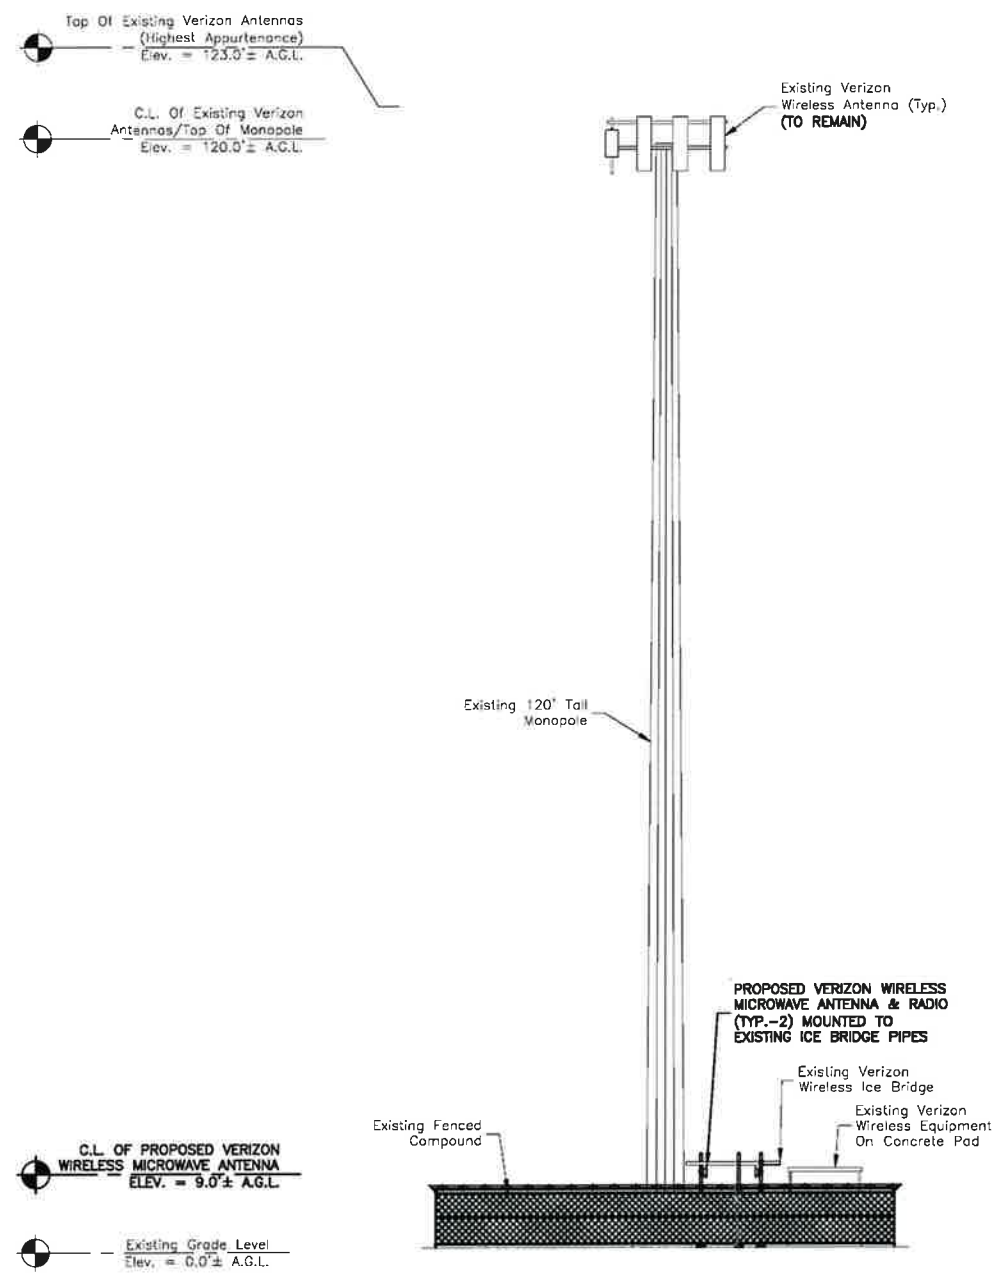 Top Of Existing Verizon Antennas
(Highest Appurtenance)
Elev. = 123.0'± A.G.L.
C.L. Of Existing Verizon
Antennas/Top Of Monopole
Elev. = 120.0'± A.G.L.
Existing Verizon
Wireless Antenna (Typ.)
(TO REMAIN)
Existing 120' Tall
Monopole
PROPOSED VERIZON WIRELESS
MICROWAVE ANTENNA & RADIO
(TYP.-2) MOUNTED TO
EXISTING ICE BRIDGE PIPES
Existing Verizon
Wireless Ice Bridge
Existing Verizon
Wireless Equipment
On Concrete Pad
Existing Fenced
Compound
C.L. OF PROPOSED VERIZON
WIRELESS MICROWAVE ANTENNA
ELEV. = 9.0'± A.G.L
Existing Grade Level
Elev. = 0.0'± A.G.L.